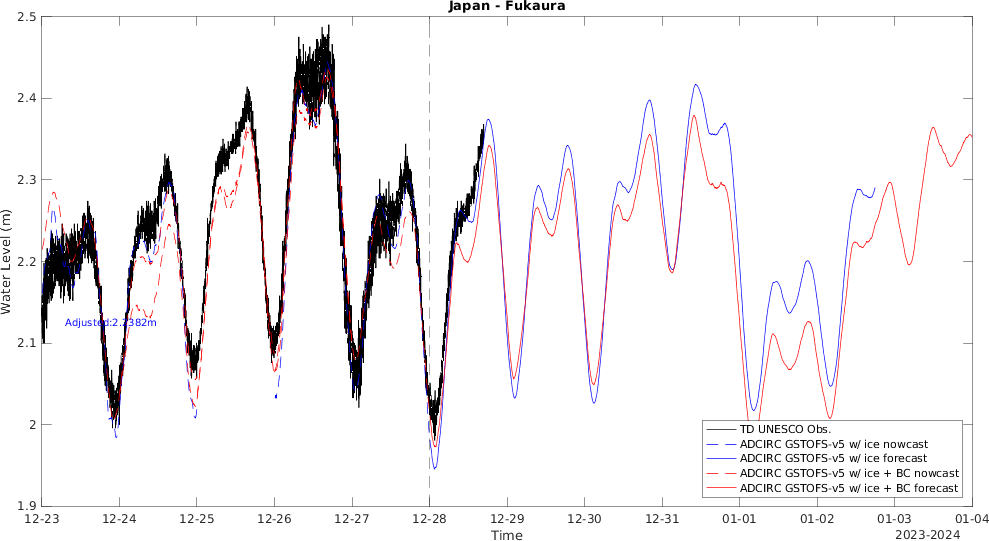 Japan - Fukaura
Water Level (m)
2.5
2.4
2.3
2.2
2.1
2
1.9
TD UNESCO Obs.
ADCIRC GSTOFS-v5 w/ ice nowcast
ADCIRC GSTOFS-v5 w/ ice forecast
ADCIRC GSTOFS-v5 w/ ice + BC nowcast
ADCIRC GSTOFS-v5 w/ ice + BC forecast
12-23 12-24 12-25 12-26 12-27 12-28 12-29 12-30 12-31 01-01 01-02 01-03 01-04
Time
2023-2024